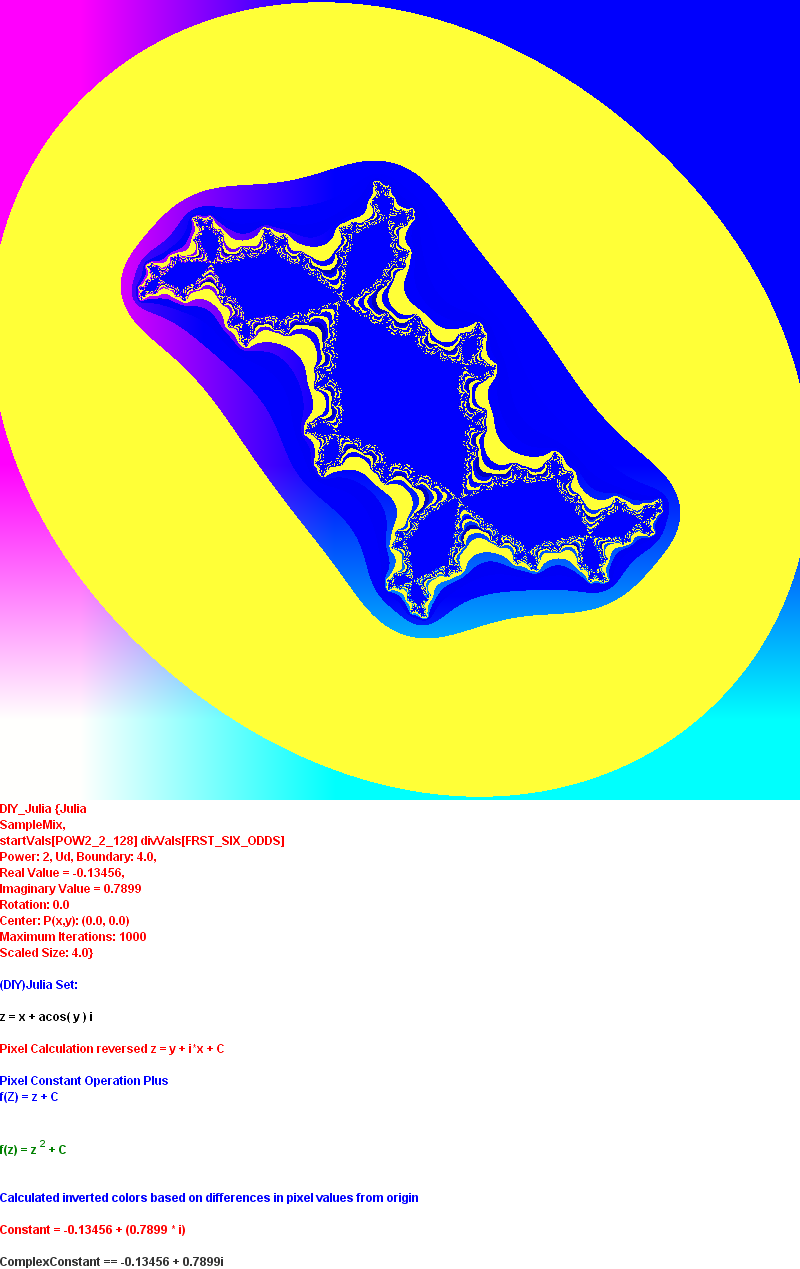 DIY_Julia {Julia
SampleMix,
startVals[POW2_2_128] divVals[FRST_SIX_ODDS]
Power: 2, Ud, Boundary: 4.0,
Real Value = -0.13456,
Imaginary Value = 0.7899
Rotation: 0.0
Center: P(x,y): (0.0, 0.0)
Maximum Iterations: 1000
Scaled Size: 4.0}
(DIY)Julia Set:
z = x + acos( y ) i
Pixel Calculation reversed z = y + i*x + C
Pixel Constant Operation Plus
f(Z) = z + C
f(z) = z 2 + C
Calculated inverted colors based on differences in pixel values from origin
Constant = -0.13456 + (0.7899 * i)
ComplexConstant == -0.13456 + 0.7899i